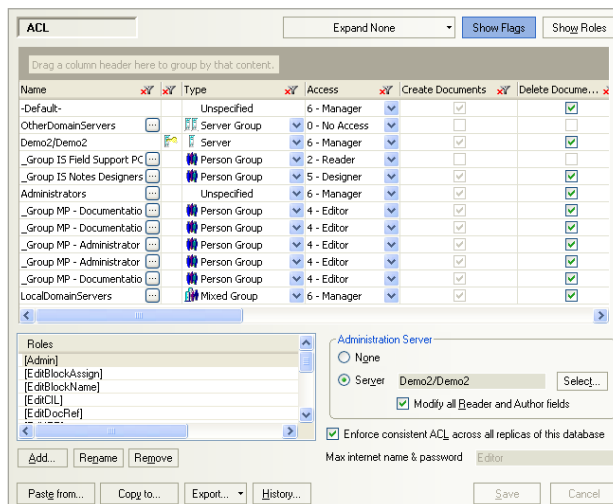 ACL Expand None Show Flags Show Roles
Drag a column header here to group by that content.
Name Type Access Create Documents Delete Docume...
-Default- Unspecified 6 - Manager
OtherDomainServers ... Server Group 0 - No Access
Demo2/Demo2 Server 6 - Manager
_Group IS Field Support PC ... Person Group 2 - Reader
_Group IS Notes Designers ... Person Group 5 - Designer
Administrators ... Unspecified 6 - Manager
_Group MP - Documentatio ... Person Group 4 - Editor
_Group MP - Documentatio ... Person Group 4 - Editor
_Group MP - Administrator ... Person Group 4 - Editor
_Group MP - Administrator ... Person Group 4 - Editor
_Group MP - Documentatio ... Person Group 4 - Editor
LocalDomainServers ... Mixed Group 6 - Manager
Roles
[Admin]
[EditBlockAssign]
[EditBlockName]
[EditCIL]
[EditDocRef]
Administration Server
None
Server Demo2/Demo2 Select...
Modify all Reader and Author fields
Enforce consistent ACL across all replicas of this database
Add... Rename Remove Max internet name & password Editor
Paste from... Copy to... Export... History... Save Cancel